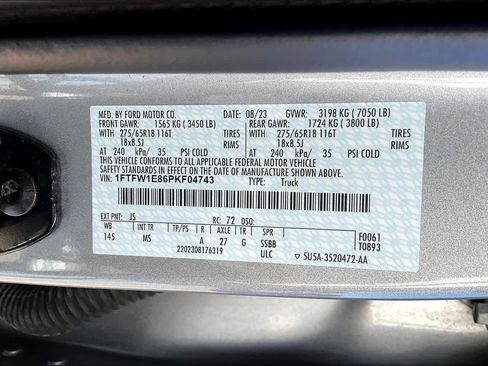 MFD. BY FORD MOTOR CO. 08/23 GVWR: 3198 KG ( 7050 LB)
FRONT GAWR: 1565 KG ( 3450 LB) REAR GAWR: 1724 KG ( 3800 LB)
WITH 275/65R18 116T TIRES WITH 275/65R18 116T TIRES
18x8.5J RIMS 18x8.5J RIMS
AT 240 kPa/ 35 PSI COLD AT 240 kPa/ 35 PSI COLD
THIS VEHICLE CONFORMS TO ALL APPLICABLE FEDERAL MOTOR VEHICLE
SAFETY STANDARDS IN EFFECT ON THE DATE OF MANUFACTURE SHOWN ABOVE.
VIN: 1FTFW1E86PKF04743 TYPE: Truck
EXT PNT: JS RC: 72 DSO: F0061
WB INT TR TP/PS R AXLE TR SPR T0893
145 MS A 27 G SSBB
2202308176319 ULC ▽ 5U5A-3520472-AA